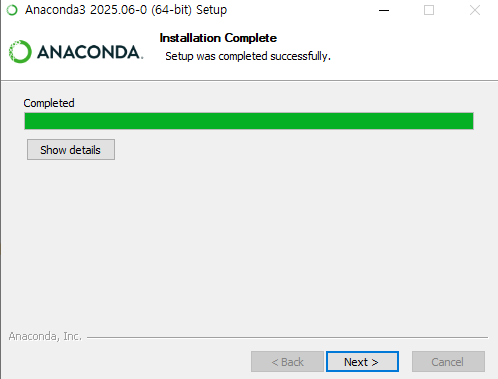 Anaconda3 2025.06-0 (64-bit) Setup
ANACONDA.
Installation Complete
Setup was completed successfully.
Completed
Show details
Anaconda, Inc.
< Back
Next >
Cancel